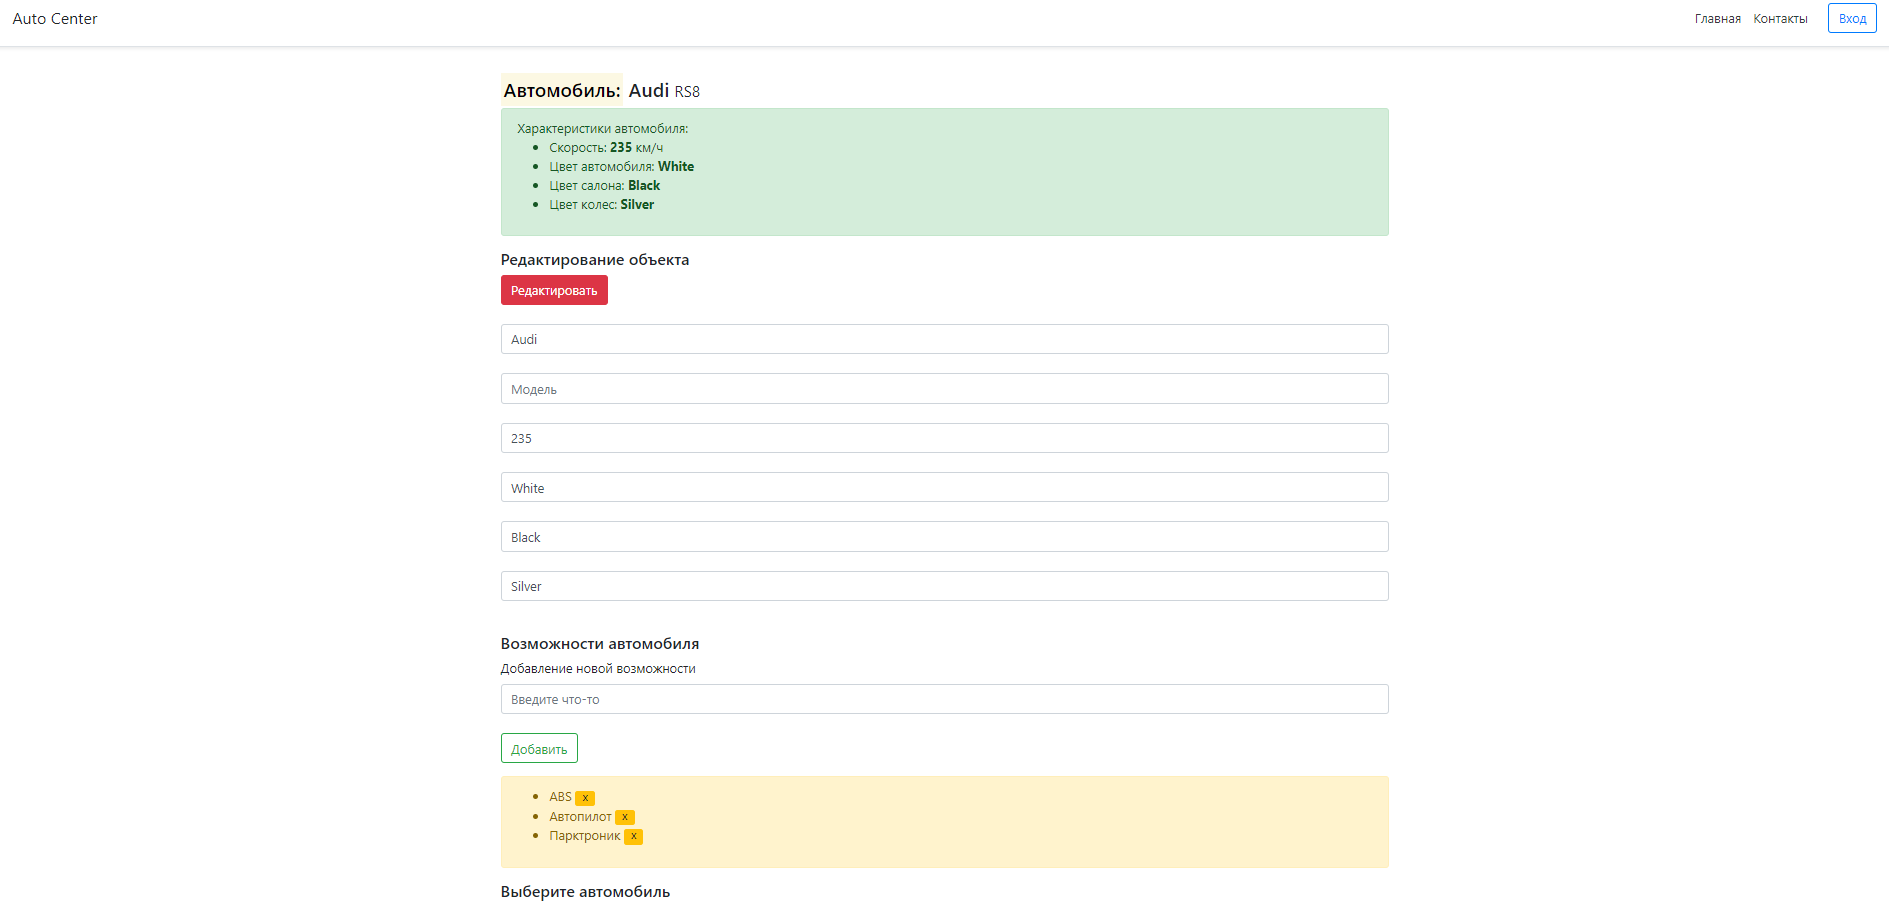 Auto Center
Главная Контакты Вход
Автомобиль: Audi RS8
Характеристики автомобиля:
Скорость: 235 км/ч
Цвет автомобиля: White
Цвет салона: Black
Цвет колес: Silver
Редактирование объекта
Редактировать
Audi
Модель
235
White
Black
Silver
Возможности автомобиля
Добавление новой возможности
Введите что-то
Добавить
ABS x
Автопилот x
Парктроник x
Выберите автомобиль